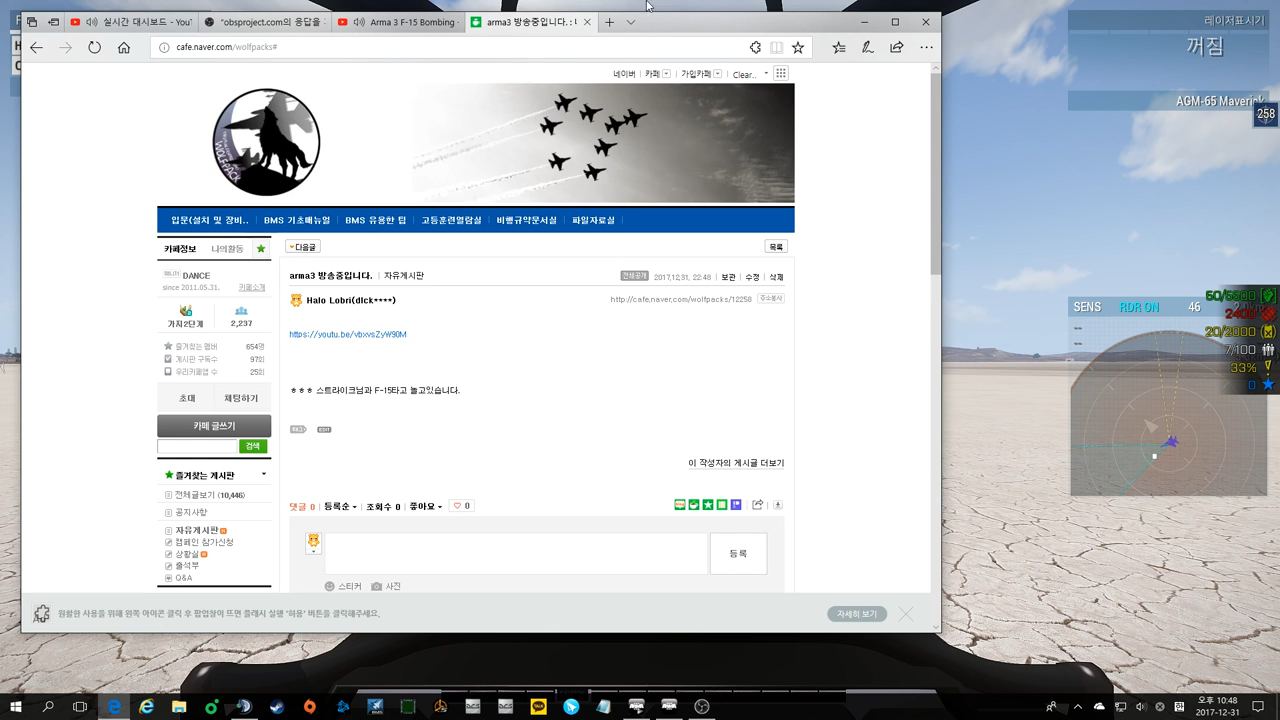 실시간 대시보드 - You
"obsproject.com의 응답을
Arma 3 F-15 Bombing
arma3 방송중입니다. : L
cafe.naver.com/wolfpacks#
네이버 카페 가입카페 Clear..
WOLFPACK
입문(설치 및 장비.. BMS 기초매뉴얼 BMS 유용한 팁 고등훈련열람실 비행규약문서실 파일자료실
카페정보 나의활동
다음글 목록
매니저 DANCE
since 2011.05.31. 카페소개
가지2단계 2,237
즐겨찾는 멤버 654명
게시판 구독수 97회
우리카페앱 수 25회
초대 채팅하기
카페 글쓰기
검색
즐겨찾는 게시판
전체글보기 (10,446)
공지사항
자유게시판
캠페인 참가신청
상황실
출석부
Q&A
arma3 방송중입니다. | 자유게시판
전체공개 2017.12.31. 22:48 | 보관 | 수정 | 삭제
Halo Lobri(dlck****)
http://cafe.naver.com/wolfpacks/12258 주소복사
https://youtu.be/vbxvsZyW90M
ㅎㅎㅎ 스트라이크님과 F-15타고 놀고있습니다.
TAG EDIT
이 작성자의 게시글 더보기
댓글 0 | 등록순 | 조회수 0 | 좋아요 0
등록
스티커 사진
원활한 사용을 위해 왼쪽 아이콘 클릭 후 팝업창이 뜨면 플래시 실행 '허용' 버튼을 클릭해주세요.
자세히 보기
레이저표시기
꺼짐
AGM-65 Maverick
258
SENS RDR ON 46
50/5500
2400
20/2000
7/100
33%
0
오후 10:48
2017-12-31